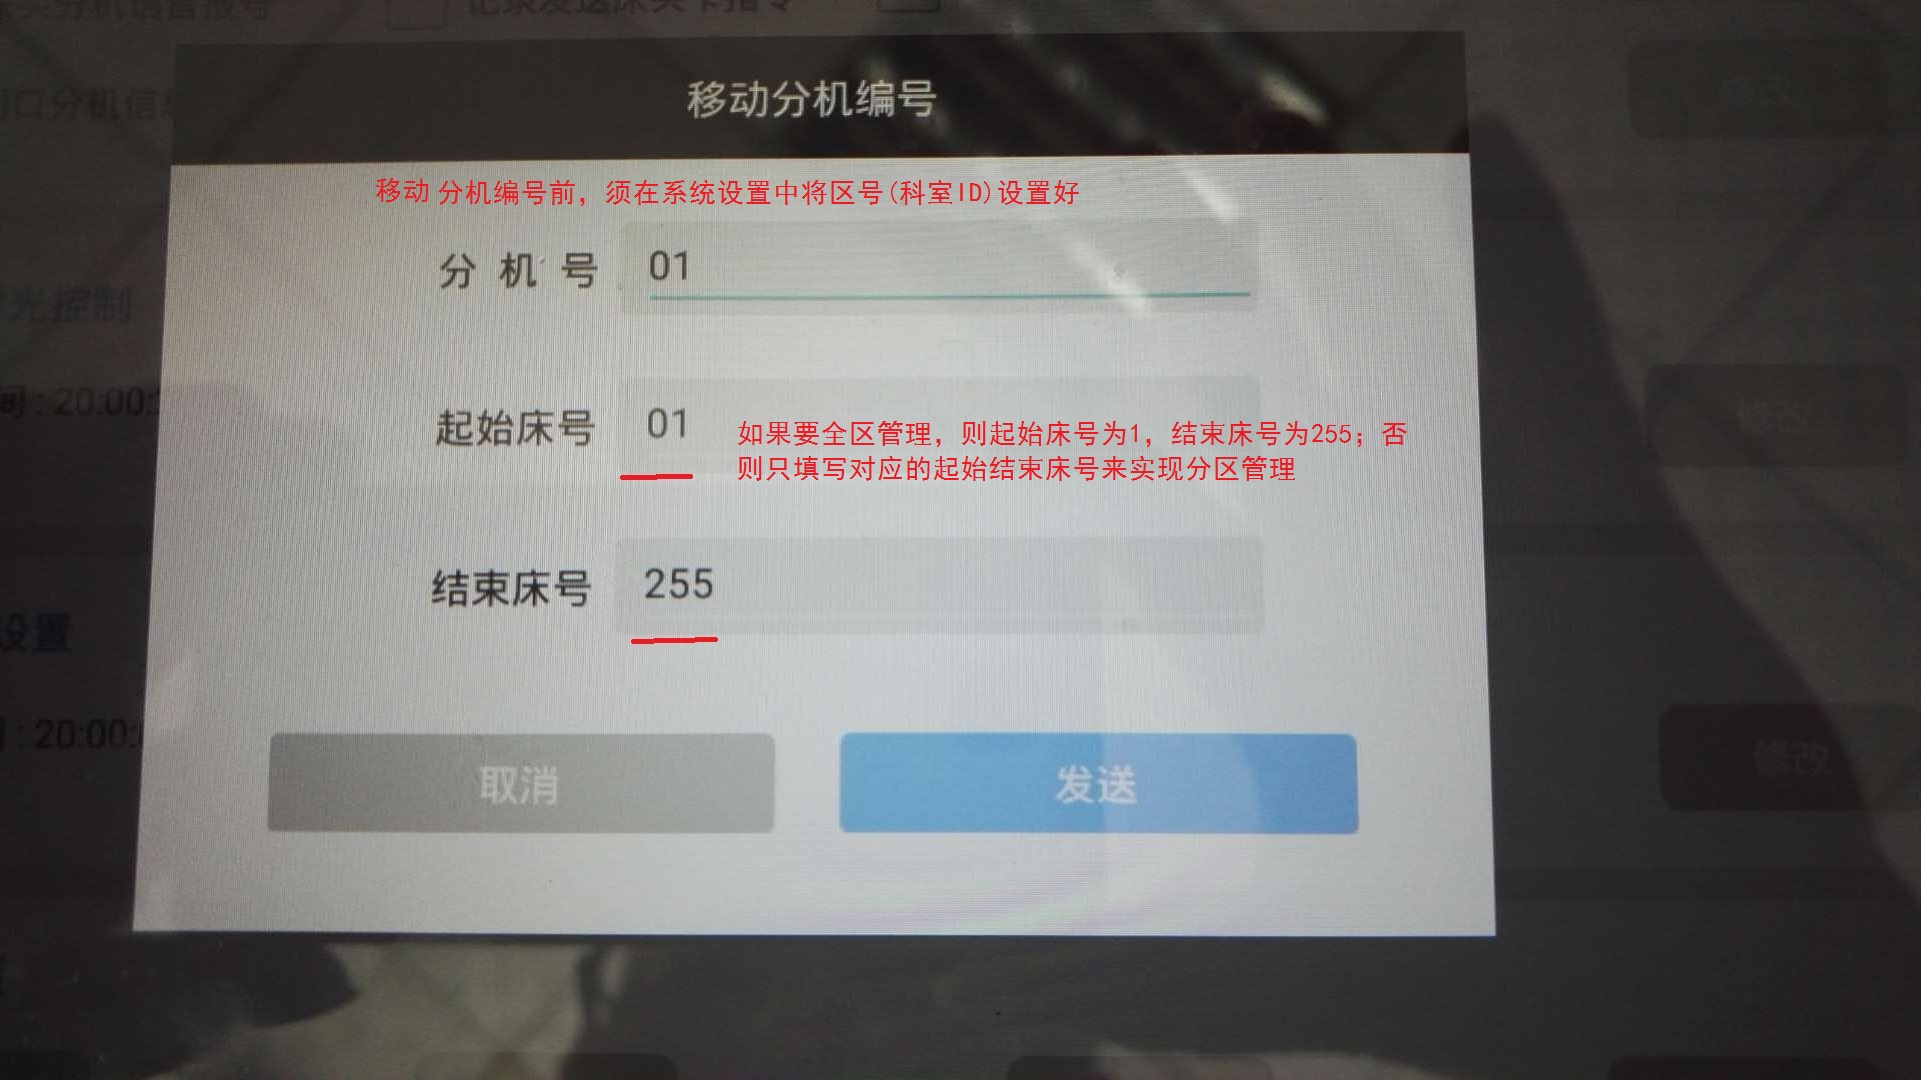 移动分机编号
移动 分机编号前，须在系统设置中将区号(科室ID)设置好
分 机 号 01
光控制
间:20:00:
起始床号 01
如果要全区管理，则起始床号为1，结束床号为255；否
则只填写对应的起始结束床号来实现分区管理
修改
结束床号 255
设置
:20:00:
修改
取消 发送